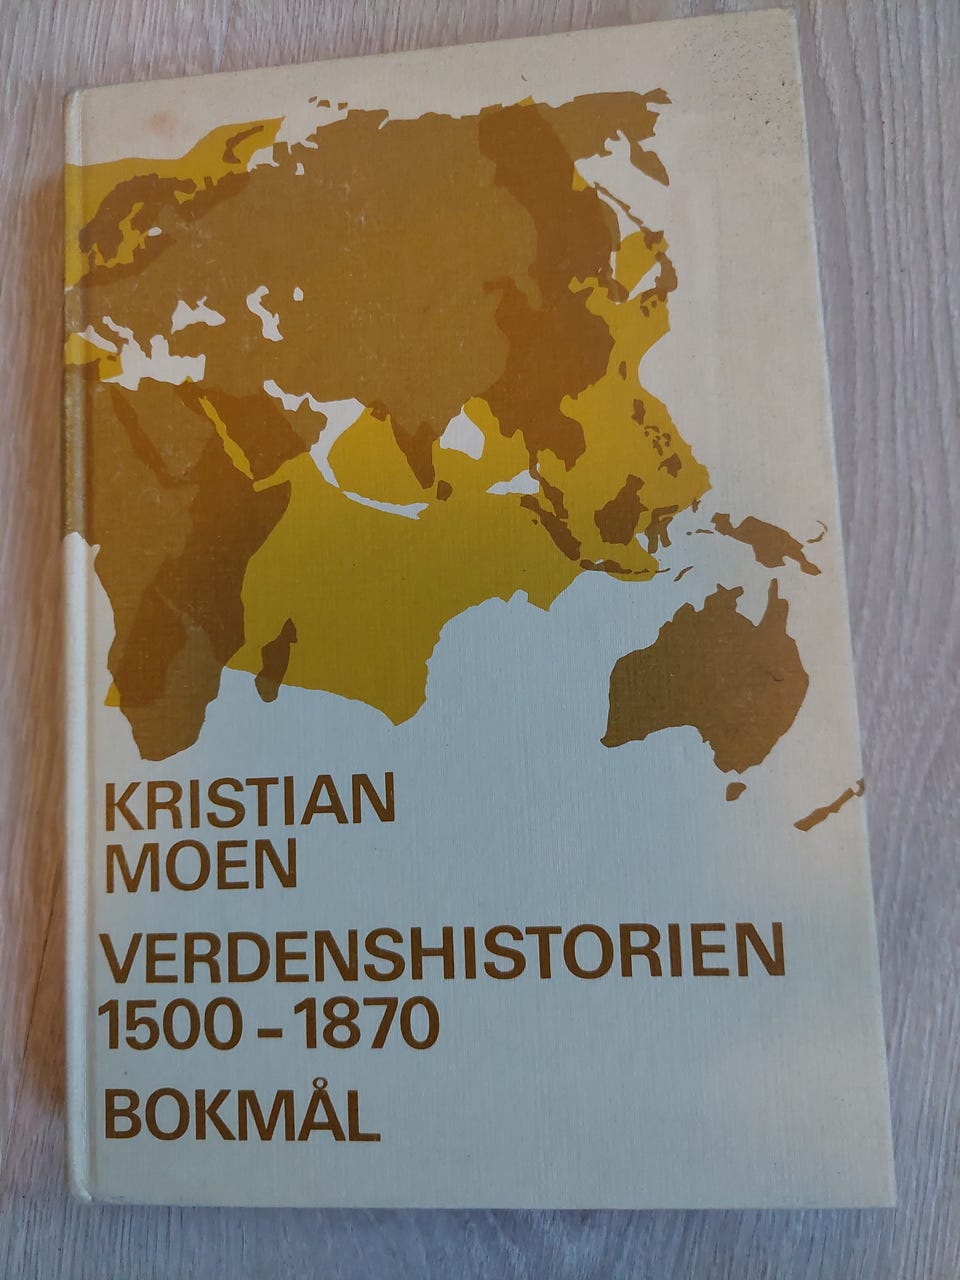 KRISTIAN
MOEN
VERDENSHISTORIEN
1500 – 1870
BOKMÅL